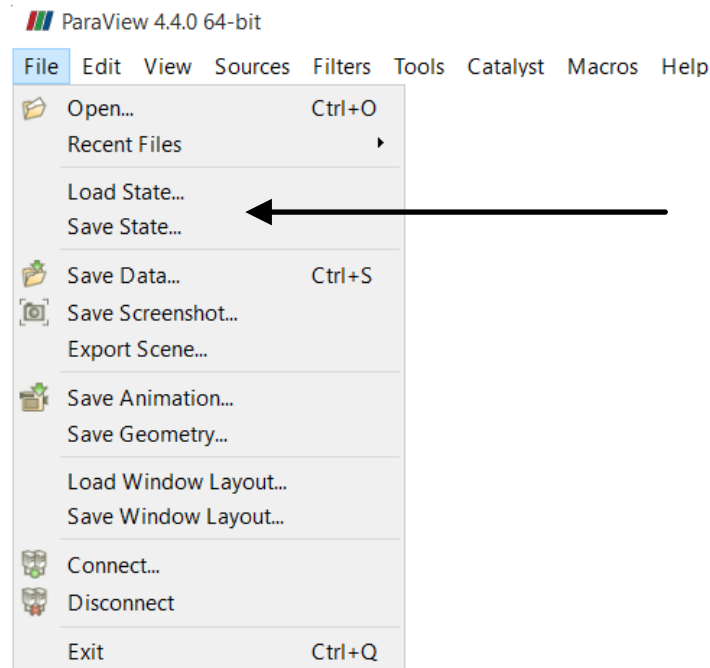 ParaView 4.4.0 64-bit
File Edit View Sources Filters Tools Catalyst Macros Help
Open... Ctrl+O
Recent Files
Load State...
Save State...
Save Data... Ctrl+S
Save Screenshot...
Export Scene...
Save Animation...
Save Geometry...
Load Window Layout...
Save Window Layout...
Connect...
Disconnect
Exit Ctrl+Q